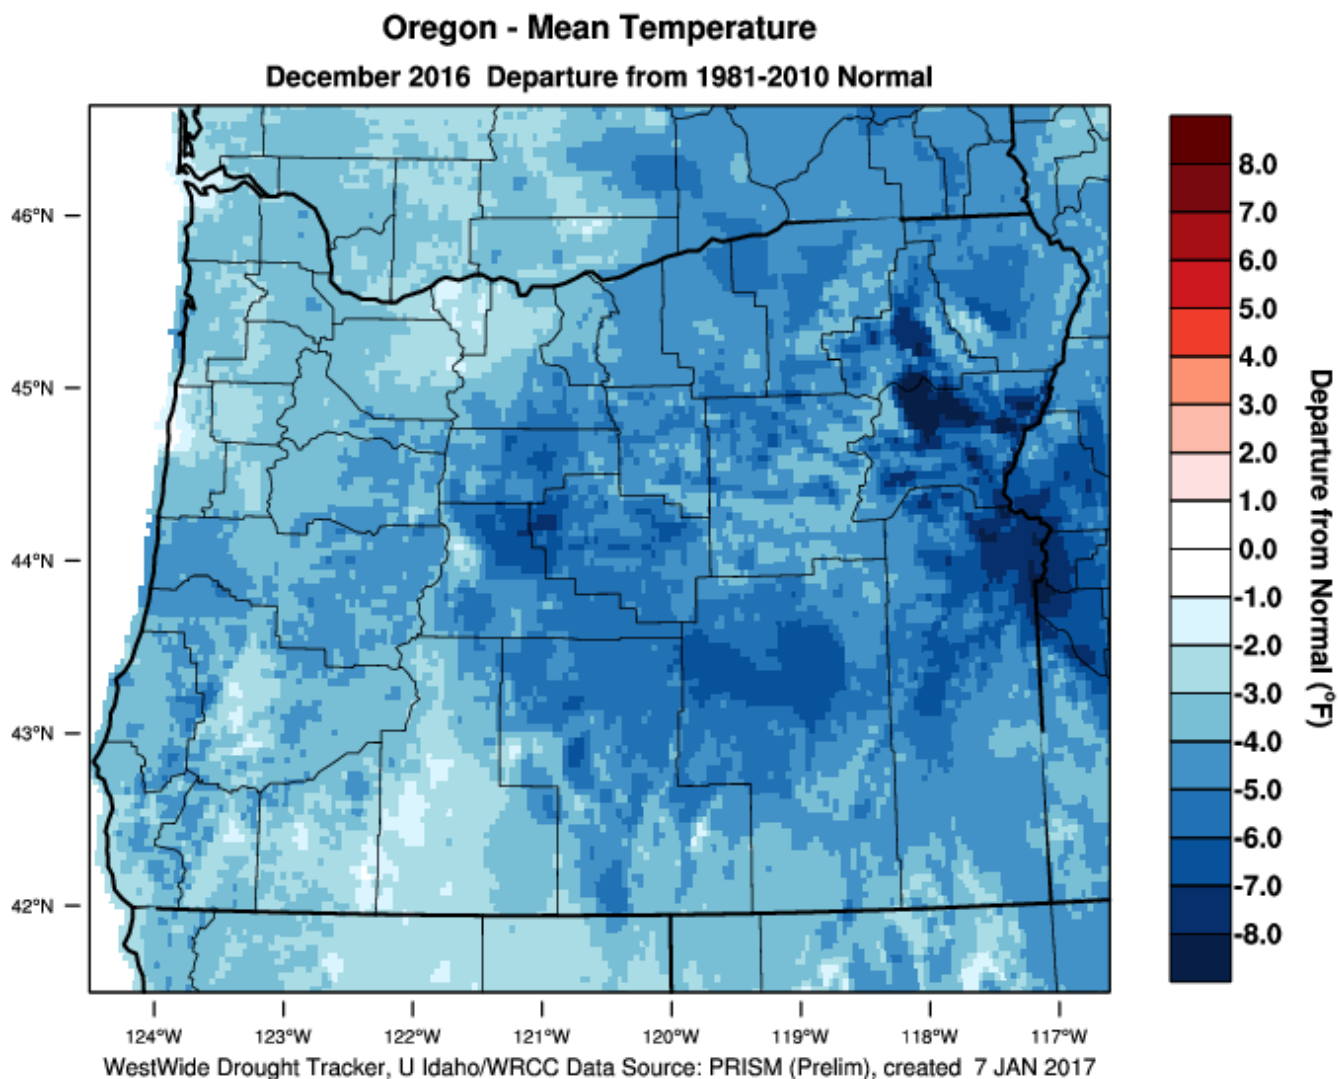 Oregon - Mean Temperature
December 2016 Departure from 1981-2010 Normal
46°N
45°N
44°N
43°N
42°N
124°W 123°W 122°W 121°W 120°W 119°W 118°W 117°W
8.0
7.0
6.0
5.0
4.0
3.0
2.0
1.0
0.0
-1.0
-2.0
-3.0
-4.0
-5.0
-6.0
-7.0
-8.0
Departure from Normal (°F)
WestWide Drought Tracker, U Idaho/WRCC Data Source: PRISM (Prelim), created 7 JAN 2017